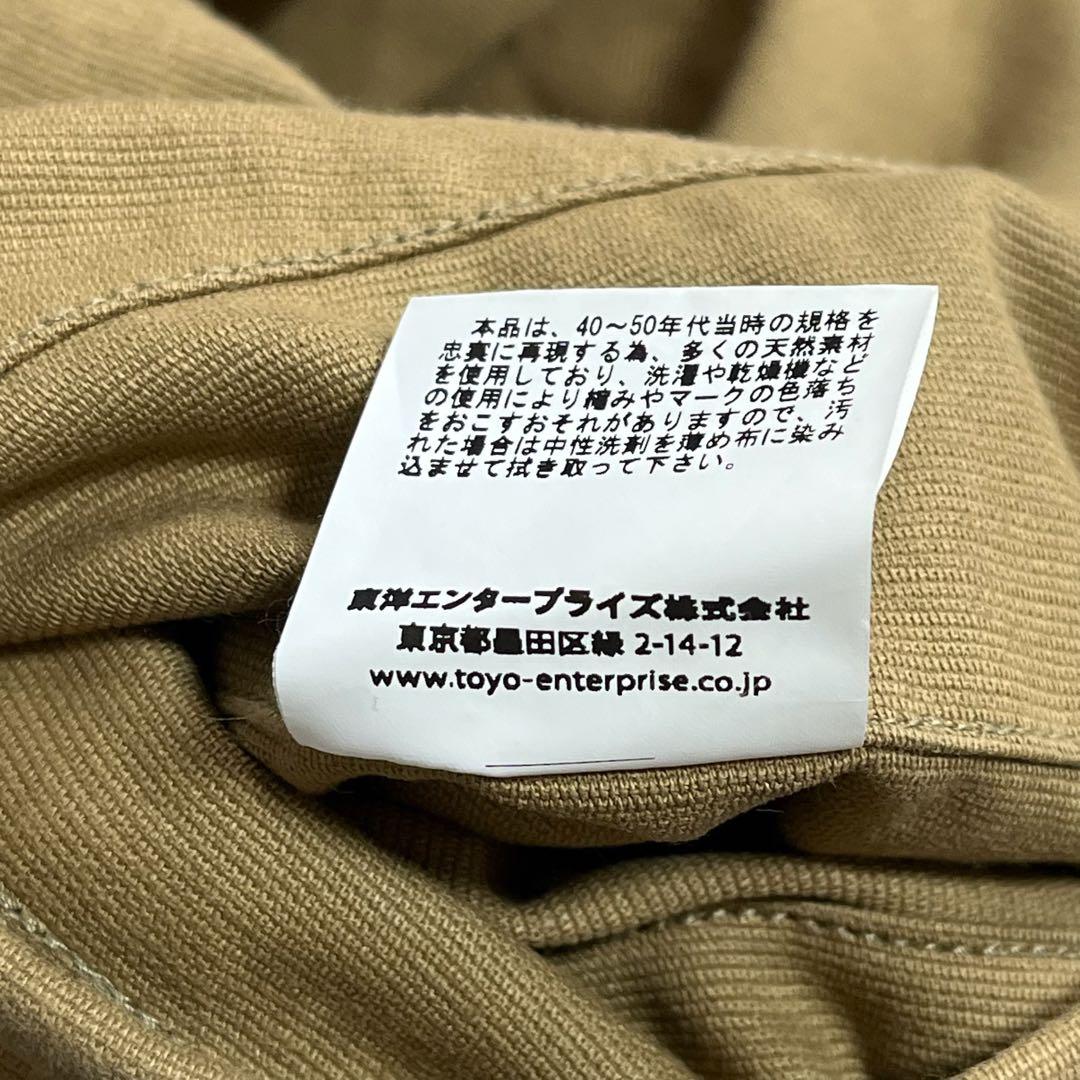 本品は、40～50年代当時の規格を
忠実に再現する為、多くの天然素材
を使用しており、洗濯や乾燥機など
の使用により縮みやマークの色落ち
をおこすおそれがありますので、汚
れた場合は中性洗剤を薄め布に染み
込ませて拭き取って下さい。
東洋エンタープライズ株式会社
東京都墨田区緑 2-14-12
www.toyo-enterprise.co.jp